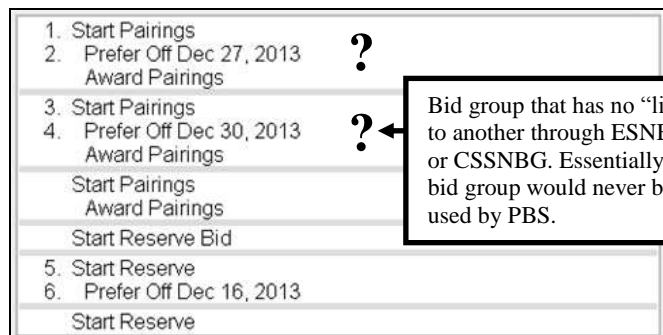 1. Start Pairings
2. Prefer Off Dec 27, 2013
Award Pairings
?
3. Start Pairings
4. Prefer Off Dec 30, 2013
Award Pairings
?
Start Pairings
Award Pairings
Start Reserve Bid
5. Start Reserve
6. Prefer Off Dec 16, 2013
Start Reserve
Bid group that has no
to another through
or CSSNBG. Essentially
bid group would never
used by PBS.